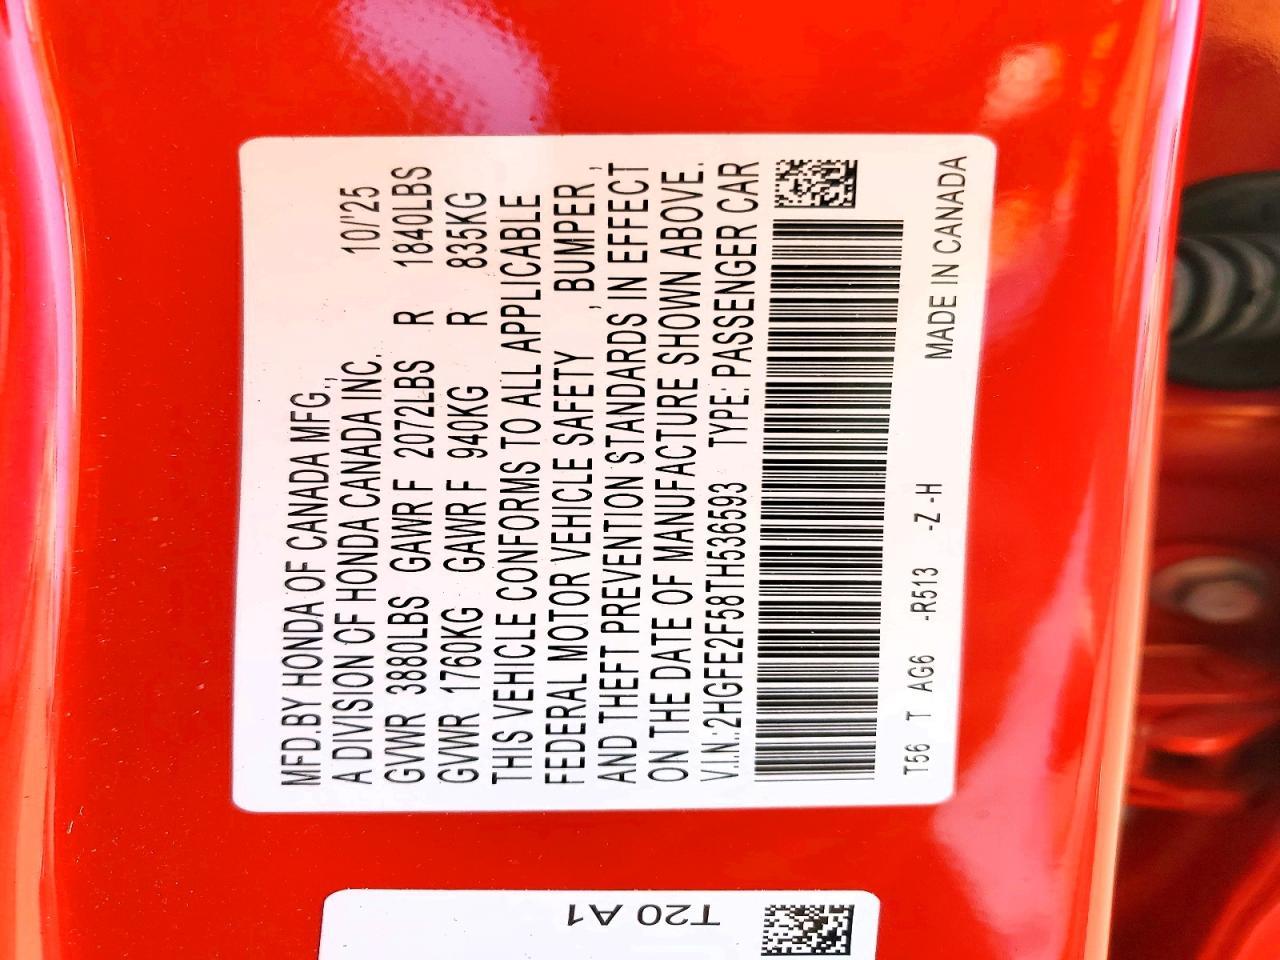 MFD.BY HONDA OF CANADA MFG.,
A DIVISION OF HONDA CANADA INC. 10/'25
GVWR 3880LBS GAWR F 2072LBS R 1840LBS
GVWR 1760KG GAWR F 940KG R 835KG
THIS VEHICLE CONFORMS TO ALL APPLICABLE
FEDERAL MOTOR VEHICLE SAFETY , BUMPER ,
AND THEFT PREVENTION STANDARDS IN EFFECT
ON THE DATE OF MANUFACTURE SHOWN ABOVE.
V.I.N.:2HGFE2F58TH536593 TYPE: PASSENGER CAR
T56 T AG6 -R513 -Z -H MADE IN CANADA
T20 A1